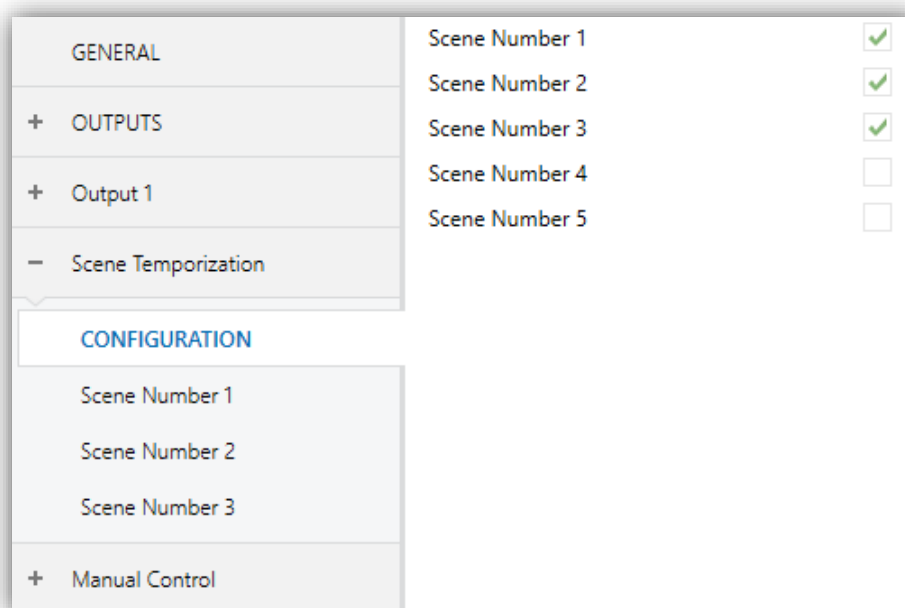 GENERAL
+ OUTPUTS
+ Output 1
− Scene Temporization
CONFIGURATION
Scene Number 1
Scene Number 2
Scene Number 3
+ Manual Control
Scene Number 1
Scene Number 2
Scene Number 3
Scene Number 4
Scene Number 5